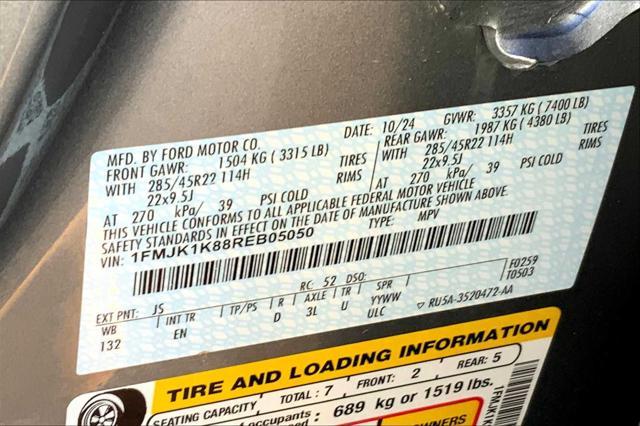 MFD. BY FORD MOTOR CO.
DATE: 10/24 GVWR: 3357 KG (7400 LB)
FRONT GAWR: 1504 KG (3315 LB)
REAR GAWR: 1987 KG (4380 LB)
WITH 285/45R22 114H TIRES
285/45R22 114H TIRES
22x9.5J RIMS
22x9.5J RIMS
AT 270 kPa/ 39 PSI COLD
AT 270 kPa/ 39 PSI COLD
THIS VEHICLE CONFORMS TO ALL APPLICABLE FEDERAL MOTOR VEHICLE
SAFETY STANDARDS IN EFFECT ON THE DATE OF MANUFACTURE SHOWN ABOVE.
VIN: 1FMJK1K88REB05050
TYPE: MPV
F0259
T0503
EXT PNT: JS RC: 52 DSO:
WB INT TR TP/PS R AXLE TR SPR
132 EN D 3L U YYWW
ULC
RU5A-3520472-AA
TIRE AND LOADING INFORMATION
SEATING CAPACITY TOTAL: 7 FRONT: 2 REAR: 5
occupants : 689 kg or 1519 lbs.
OWNERS
1FMJK1K